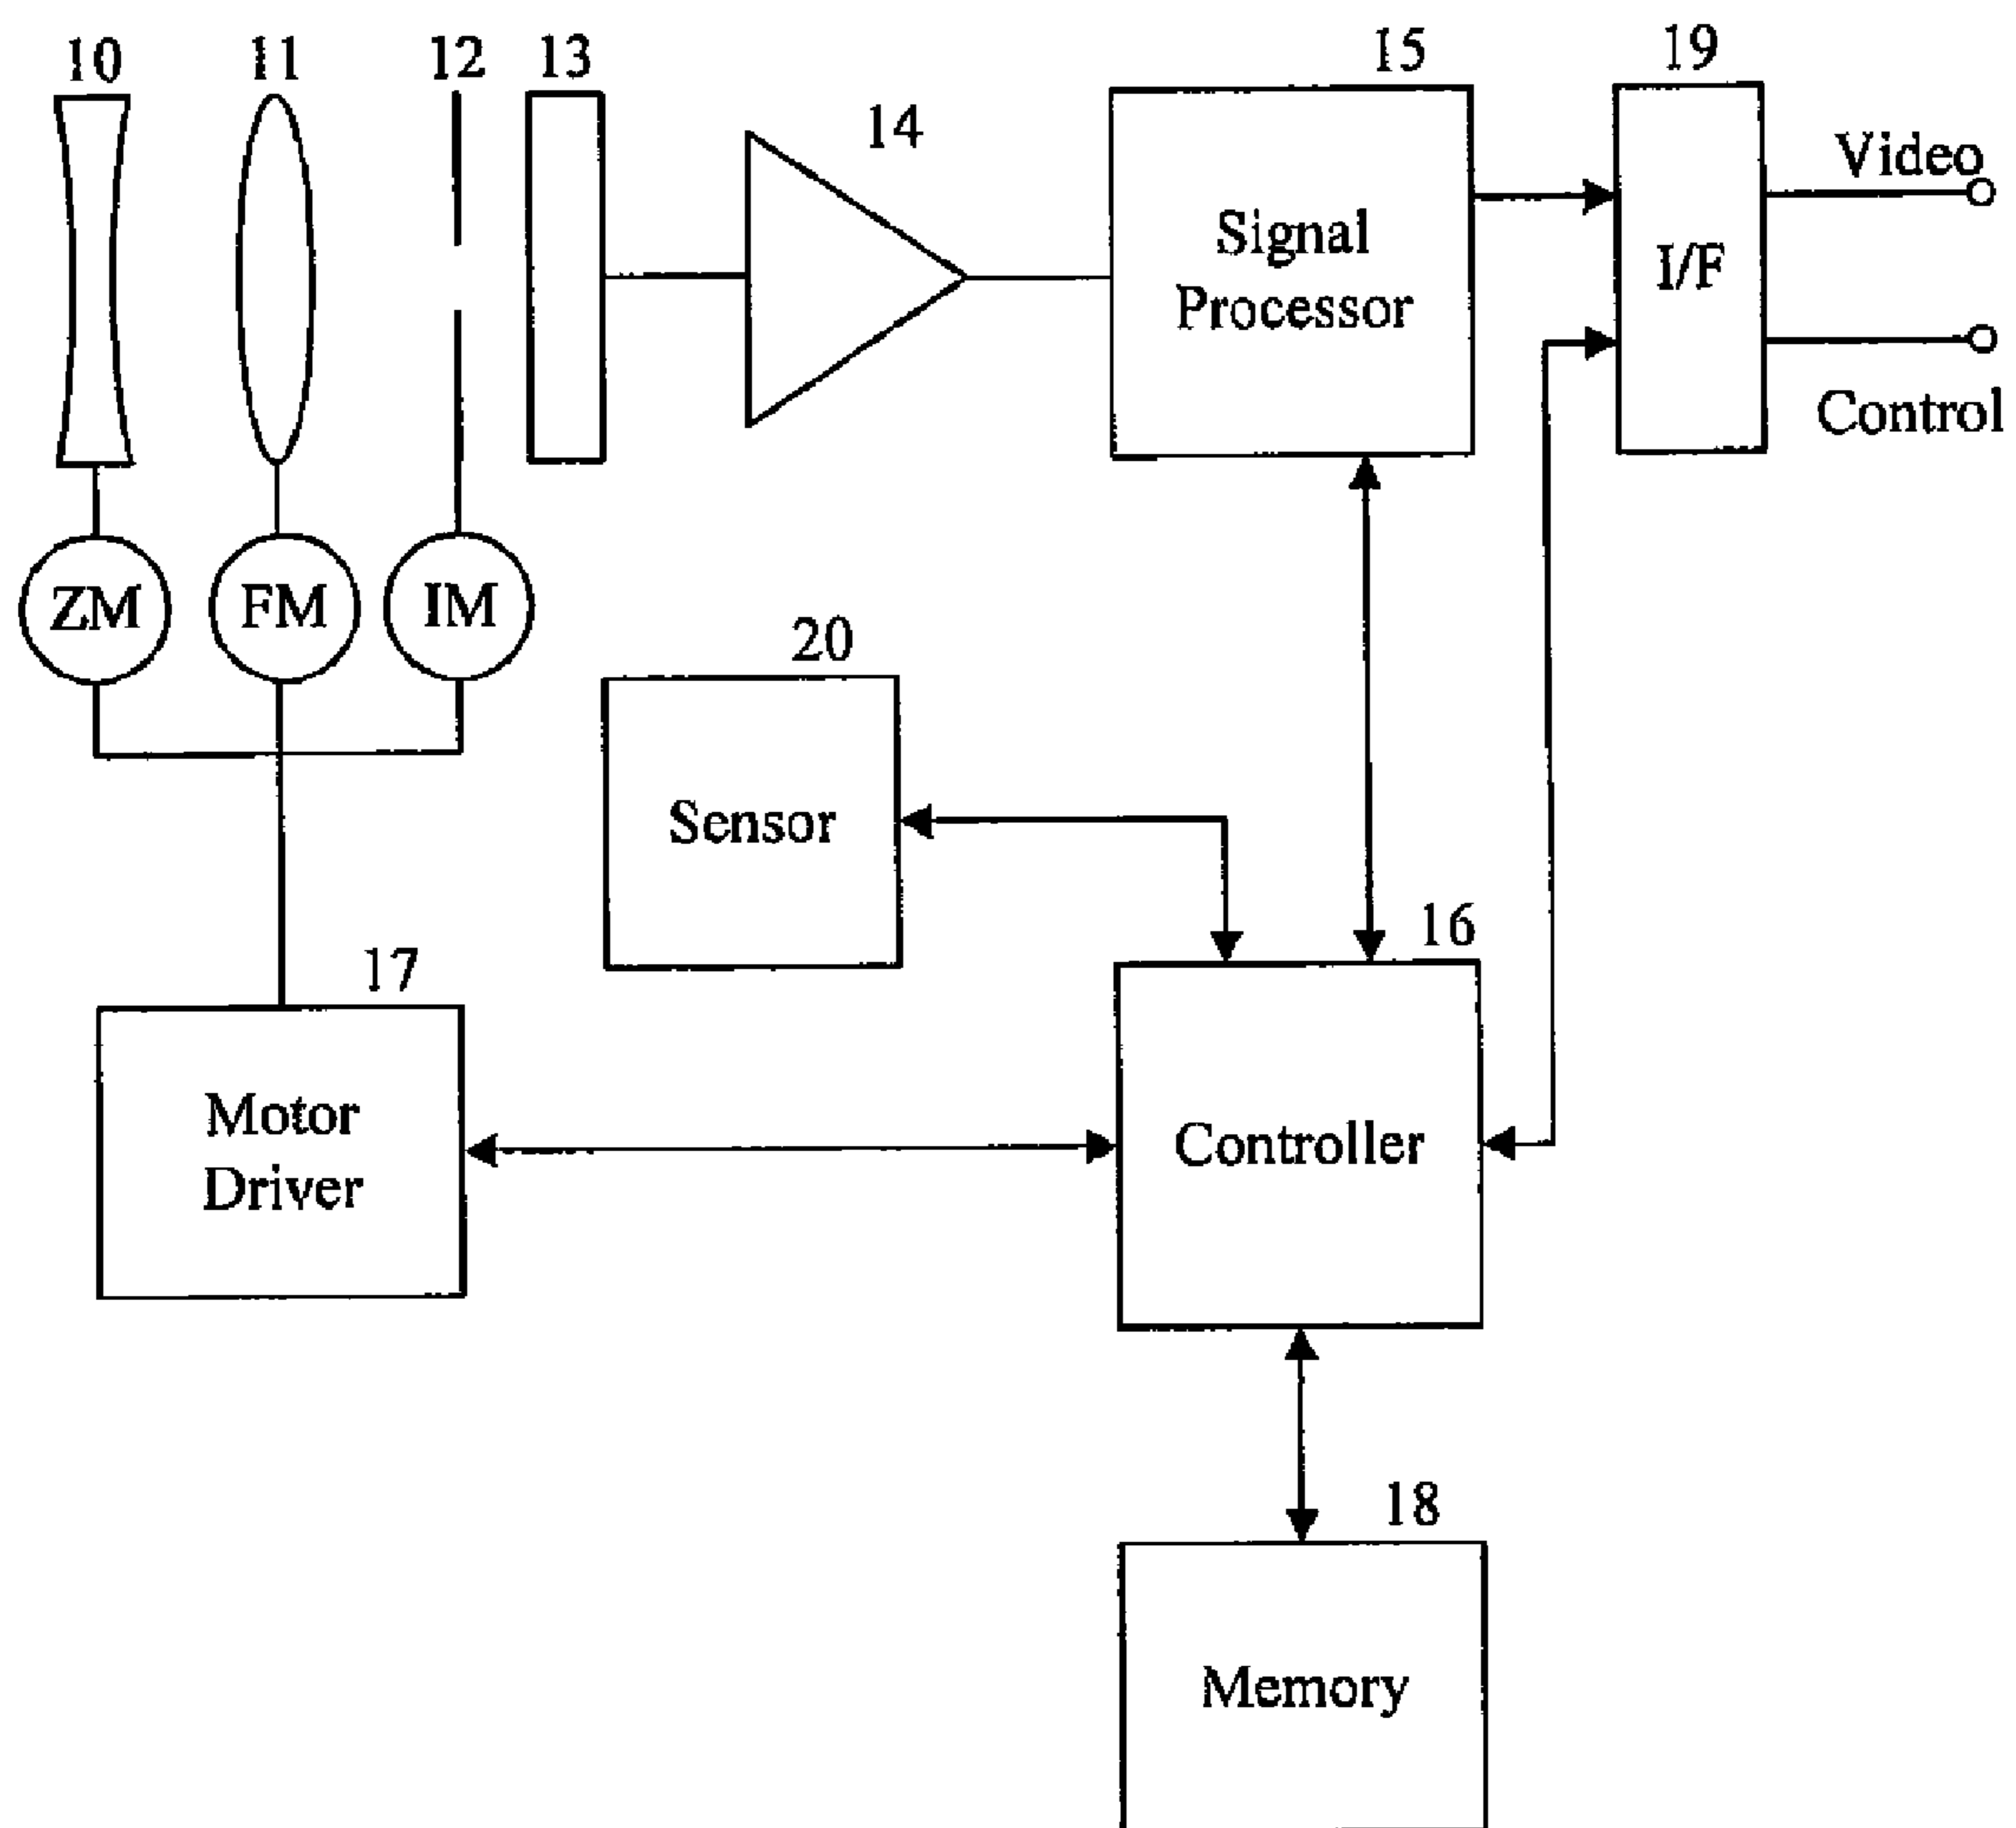 10 11 12 13 14 15 19
Video
Signal
Processor
I/F
Control
ZM FM IM
20
Sensor
16
17
Motor
Driver
Controller
18
Memory